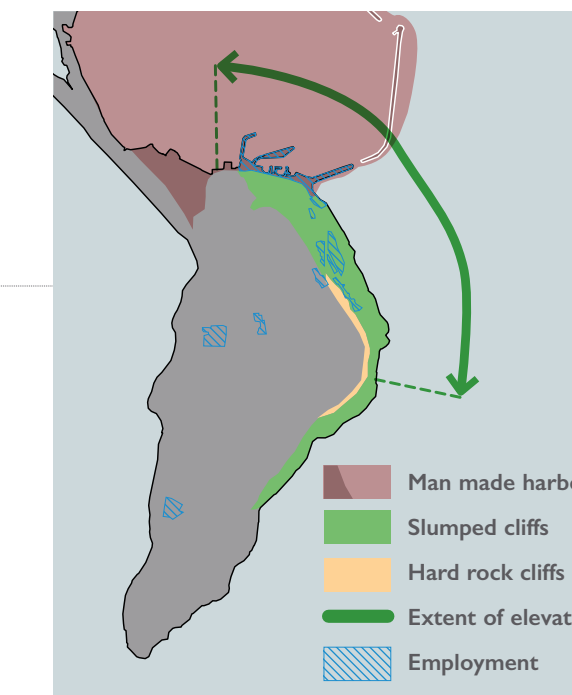 Man made harbo
Slumped cliffs
Hard rock cliffs
Extent of elevat
Employment